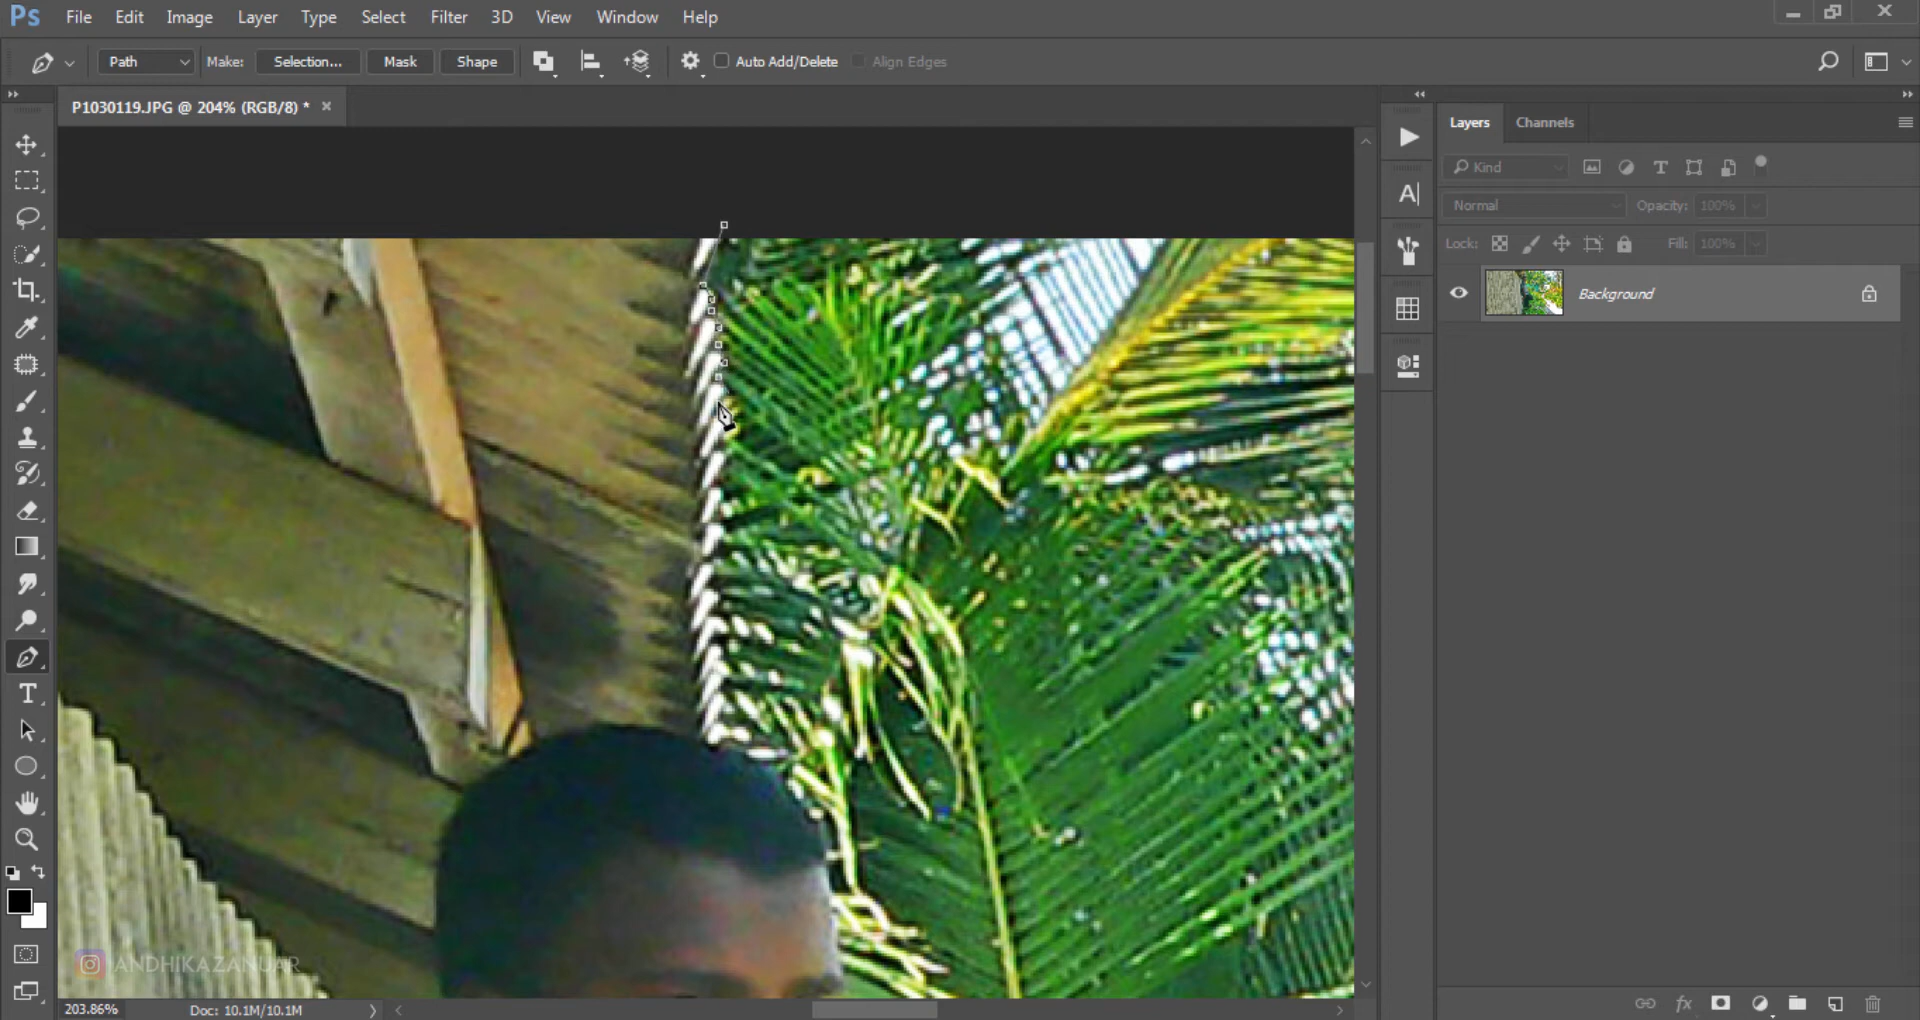 Ps File Edit Image Layer Type Select Filter 3D View Window Help
Path Make: Selection... Mask Shape Auto Add/Delete Align Edges
P1030119.JPG @ 204% (RGB/8) * ×
Layers Channels
Kind
Normal Opacity: 100%
Lock: Fill: 100%
Background
ANDHIKAZANUAR
203.86% Doc: 10.1M/10.1M